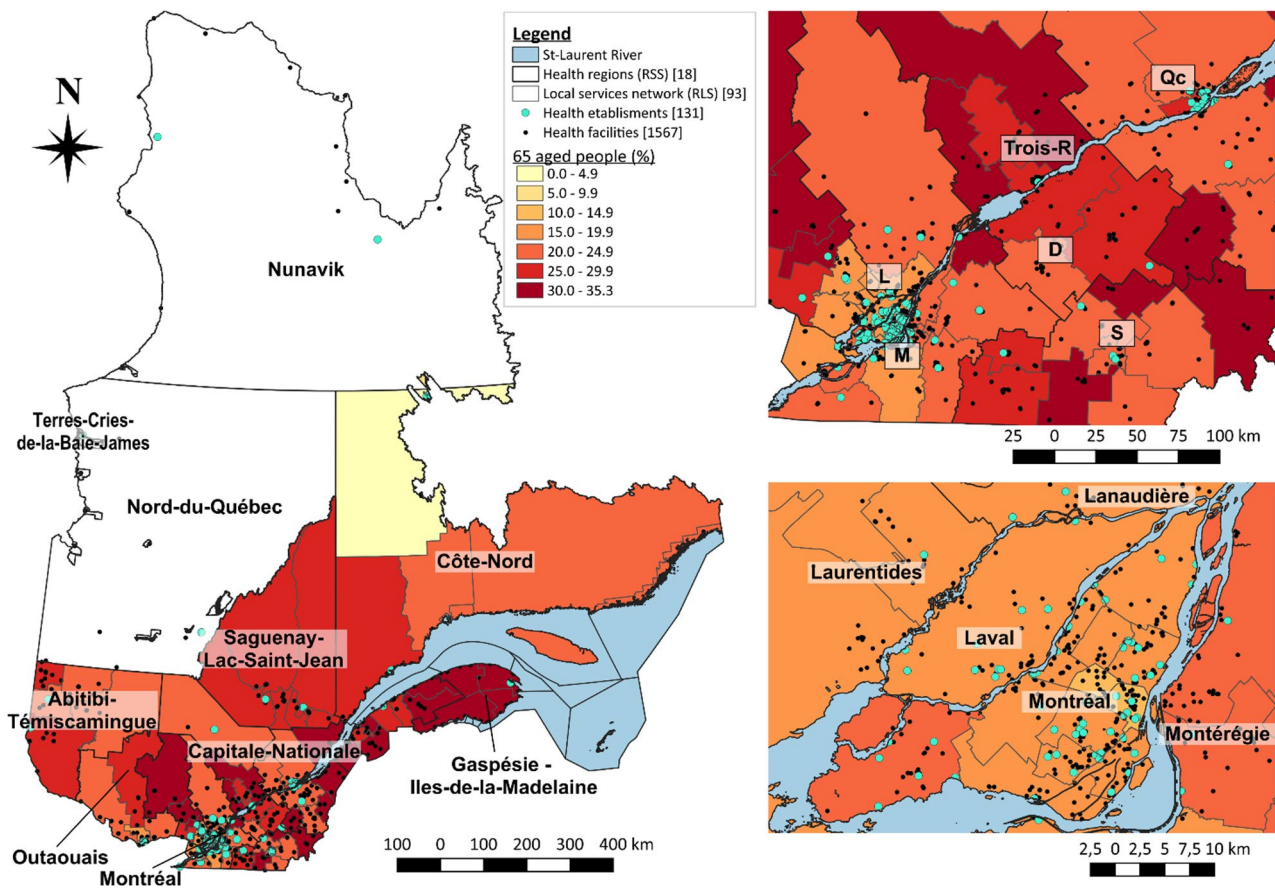 N
Legend
St-Laurent River
Health regions (RSS) [18]
Local services network (RLS) [93]
Health etablisments [131]
Health facilities [1567]
65 aged people (%)
0.0 - 4.9
5.0 - 9.9
10.0 - 14.9
15.0 - 19.9
20.0 - 24.9
25.0 - 29.9
30.0 - 35.3
Nunavik
Terres-Cries-
de-la-Baie-James
Nord-du-Québec
Côte-Nord
Saguenay-
Lac-Saint-Jean
Abitibi-
Témiscamingue
Capitale-Nationale
Gaspésie -
Iles-de-la-Madelaine
Outaouais
Montréal
100 0 100 200 300 400 km
Qc
Trois-R
D
L
S
M
25 0 25 50 75 100 km
Lanaudière
Laurentides
Laval
Montréal
Montérégie
2,5 0 2,5 5 7,5 10 km